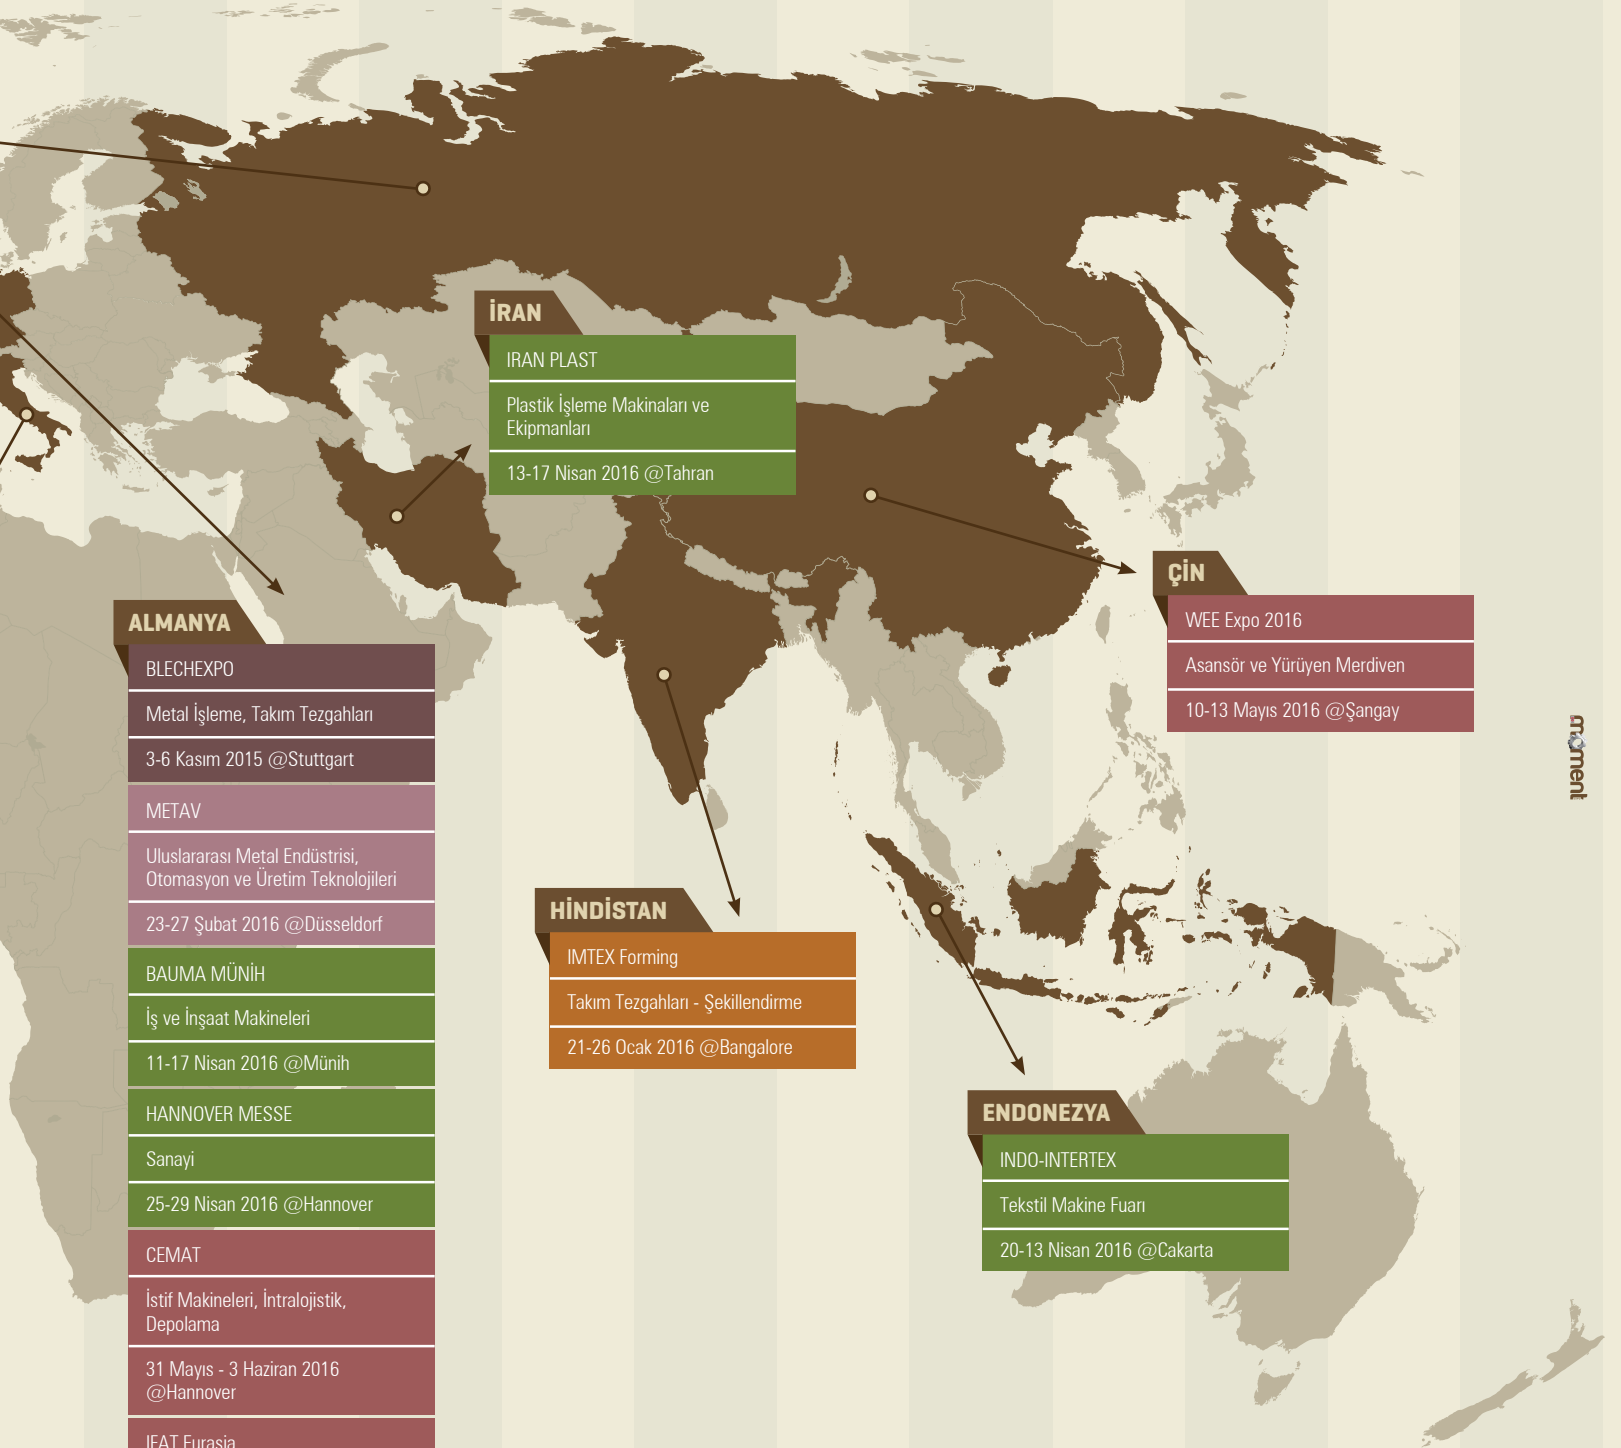 İRAN
IRAN PLAST
Plastik İşleme Makinaları ve
Ekipmanları
13-17 Nisan 2016 @Tahran
ÇİN
WEE Expo 2016
Asansör ve Yürüyen Merdiven
10-13 Mayıs 2016 @Şangay
ALMANYA
BLECHEXPO
Metal İşleme, Takım Tezgahları
3-6 Kasım 2015 @Stuttgart
METAV
Uluslararası Metal Endüstrisi,
Otomasyon ve Üretim Teknolojileri
23-27 Şubat 2016 @Düsseldorf
BAUMA MÜNİH
İş ve İnşaat Makineleri
11-17 Nisan 2016 @Münih
HANNOVER MESSE
Sanayi
25-29 Nisan 2016 @Hannover
CEMAT
İstif Makineleri, İntralojistik,
Depolama
31 Mayıs - 3 Haziran 2016
@Hannover
IFAT Eurasia
HİNDİSTAN
IMTEX Forming
Takım Tezgahları - Şekillendirme
21-26 Ocak 2016 @Bangalore
ENDONEZYA
INDO-INTERTEX
Tekstil Makine Fuarı
20-13 Nisan 2016 @Cakarta
moment